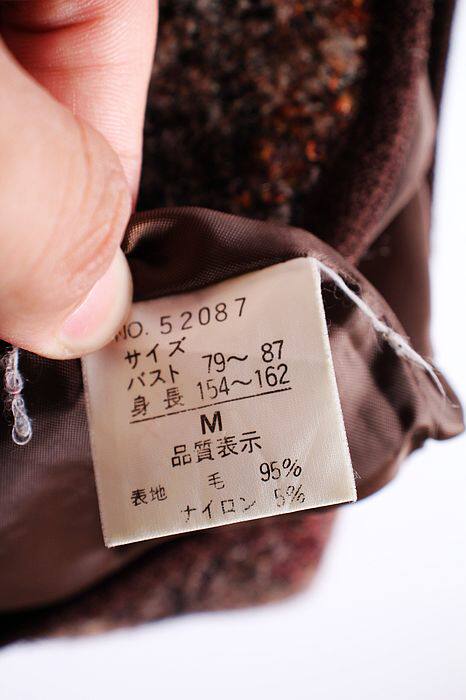 NO. 52087
サイズ
バスト 79〜 87
身 長 154〜162
M
品質表示
表地 毛 95%
ナイロン 5%